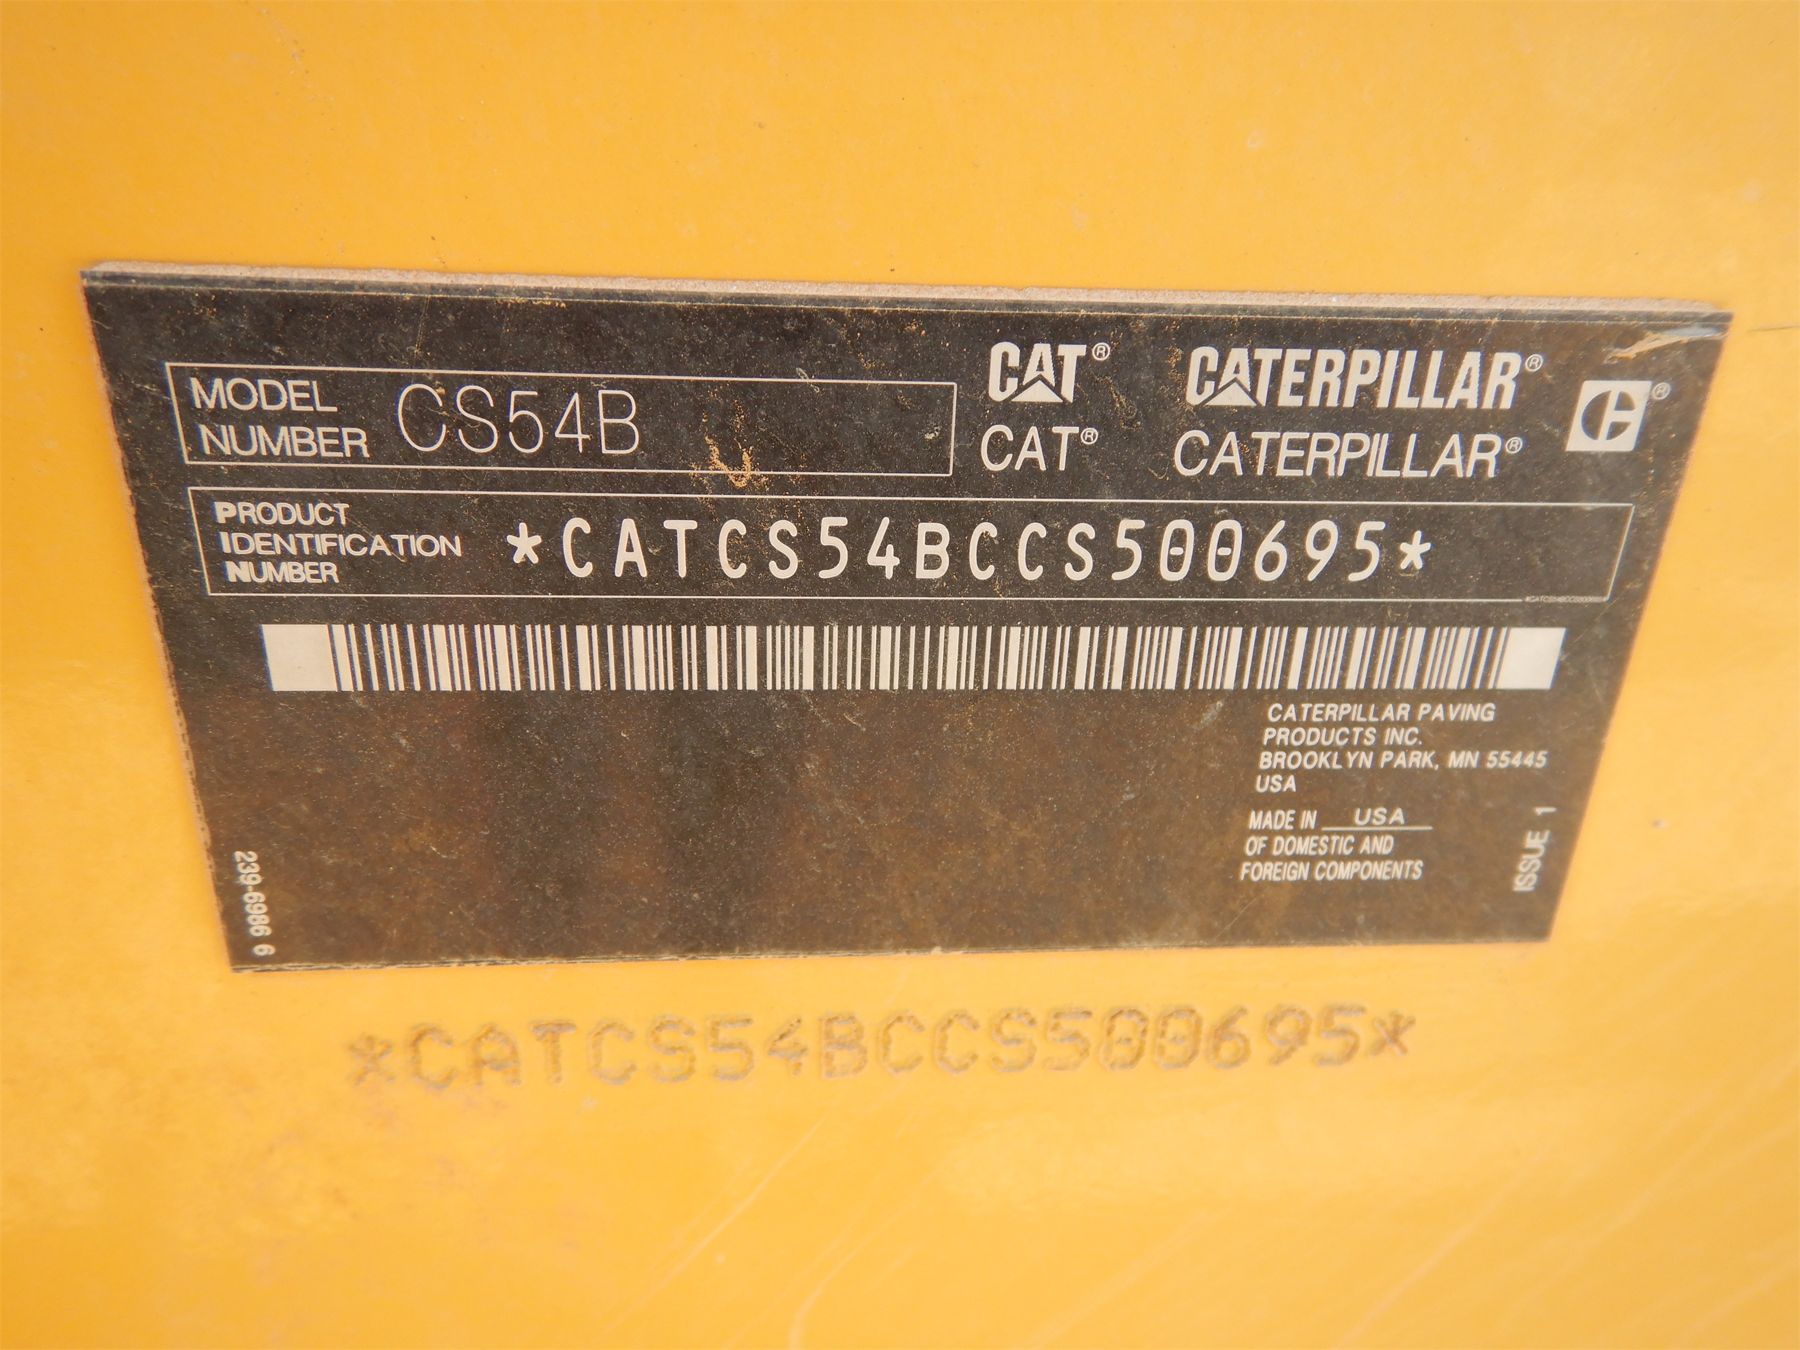 MODEL
NUMBER
CS54B
CAT® CATERPILLAR®
CAT® CATERPILLAR®
PRODUCT
IDENTIFICATION
NUMBER
*CATCS54BCCS500695*
CATERPILLAR PAVING
PRODUCTS INC.
BROOKLYN PARK, MN 55445
USA
MADE IN USA
OF DOMESTIC AND
FOREIGN COMPONENTS
ISSUE 1
239-6986 6
*CATCS54BCCS500695*